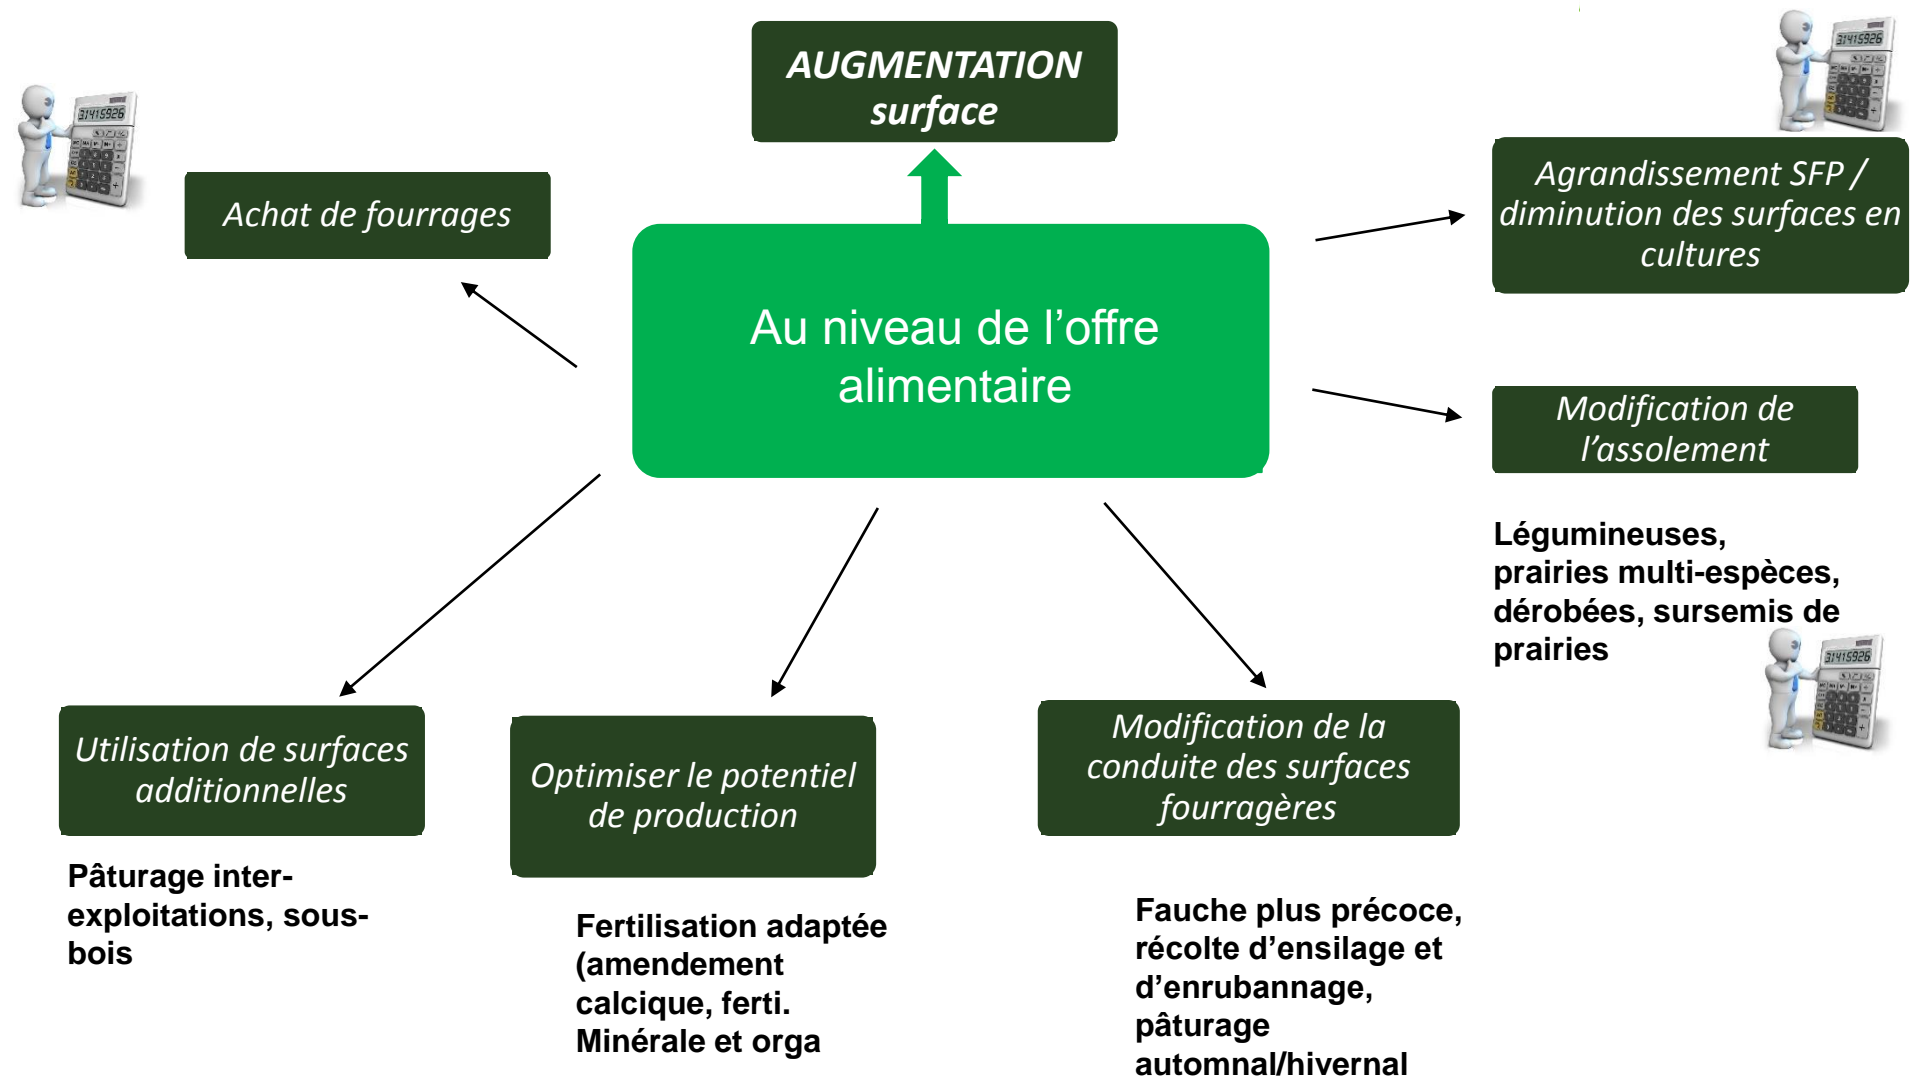 AUGMENTATION
surface
31415926
31415926
Achat de fourrages
Agrandissement SFP /
diminution des surfaces en
cultures
Au niveau de l’offre
alimentaire
Modification de
l’assolement
Légumineuses,
prairies multi-espèces,
dérobées, sursemis de
prairies
31415926
Utilisation de surfaces
additionnelles
Pâturage inter-
exploitations, sous-
bois
Optimiser le potentiel
de production
Fertilisation adaptée
(amendement
calcique, ferti.
Minérale et orga
Modification de la
conduite des surfaces
fourragères
Fauche plus précoce,
récolte d’ensilage et
d’enrubannage,
pâturage
automnal/hivernal